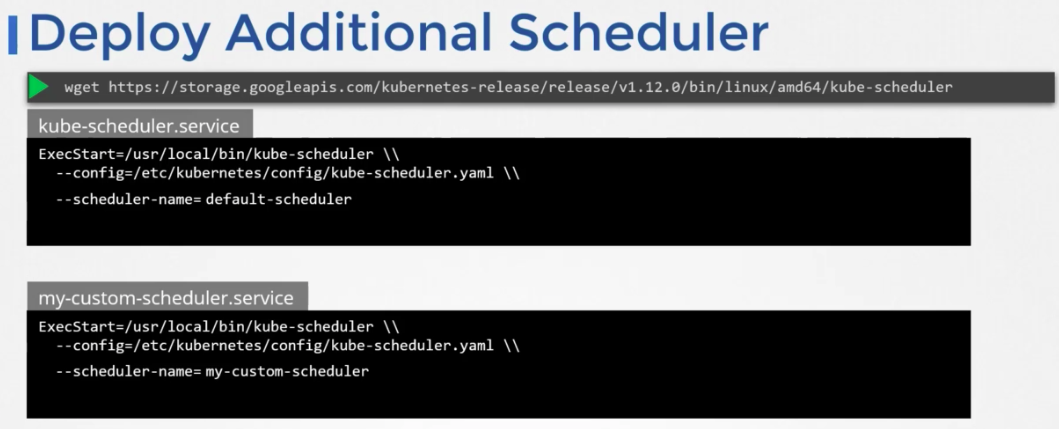 Deploy Additional Scheduler
wget https://storage.googleapis.com/kubernetes-release/release/v1.12.0/bin/linux/amd64/kube-scheduler
kube-scheduler.service
ExecStart=/usr/local/bin/kube-scheduler \\
--config=/etc/kubernetes/config/kube-scheduler.yaml \\
--scheduler-name= default-scheduler
my-custom-scheduler.service
ExecStart=/usr/local/bin/kube-scheduler \\
--config=/etc/kubernetes/config/kube-scheduler.yaml \\
--scheduler-name= my-custom-scheduler